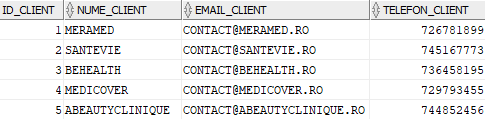 ID_CLIENT NUME_CLIENT EMAIL_CLIENT TELEFON_CLIENT
1 MERAMED CONTACT@MERAMED.RO 726781899
2 SANTEVIE CONTACT@SANTEVIE.RO 745167773
3 BEHEALTH CONTACT@BEHEALTH.RO 736458195
4 MEDICOVER CONTACT@MEDICOVER.RO 729793455
5 ABEAUTYCLINIQUE CONTACT@ABEAUTYCLINIQUE.RO 744852456